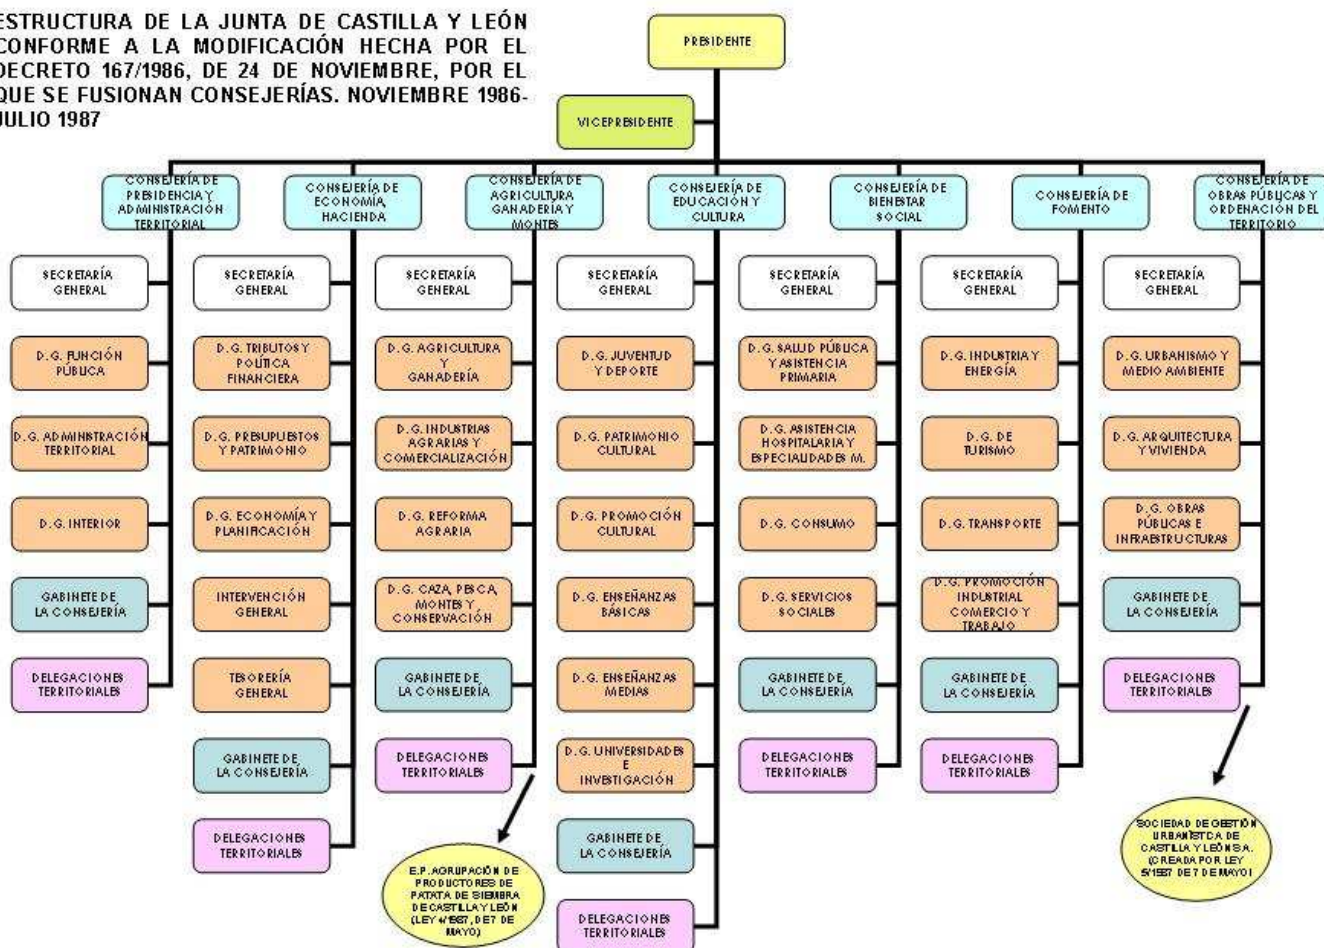 ESTRUCTURA DE LA JUNTA DE CASTILLA Y LEÓN
CONFORME A LA MODIFICACIÓN HECHA POR EL
DECRETO 167/1986, DE 24 DE NOVIEMBRE, POR EL
QUE SE FUSIONAN CONSEJERÍAS. NOVIEMBRE 1986-
JULIO 1987
PRESIDENTE
VICEPRESIDENTE
CONSEJERÍA DE
PRESIDENCIA Y
ADMINISTRACIÓN
TERRITORIAL
SECRETARÍA
GENERAL
D.G. FUNCIÓN
PÚBLICA
D.G. ADMINISTRACIÓN
TERRITORIAL
D.G. INTERIOR
GABINETE DE
LA CONSEJERÍA
DELEGACIONES
TERRITORIALES
CONSEJERÍA DE
ECONOMÍA,
HACIENDA
SECRETARÍA
GENERAL
D.G. TRIBUTOS Y
POLÍTICA
FINANCIERA
D.G. PRESUPUESTOS
Y PATRIMONIO
D.G. ECONOMÍA Y
PLANIFICACIÓN
INTERVENCIÓN
GENERAL
TESORERÍA
GENERAL
GABINETE DE
LA CONSEJERÍA
DELEGACIONES
TERRITORIALES
CONSEJERÍA DE
AGRICULTURA
GANADERÍA Y
MONTES
SECRETARÍA
GENERAL
D.G. AGRICULTURA
Y
GANADERÍA
D.G. INDUSTRIAS
AGRARIAS Y
COMERCIALIZACIÓN
D.G. REFORMA
AGRARIA
D.G. CAZA, PESCA,
MONTES Y
CONSERVACIÓN
GABINETE DE
LA CONSEJERÍA
DELEGACIONES
TERRITORIALES
E.P. AGRUPACIÓN DE
PRODUCTORES DE
PATATA DE SIEMBRA
DE CASTILLA Y LEÓN
(LEY 4/1987, DE 7 DE
MAYO)
CONSEJERÍA DE
EDUCACIÓN Y
CULTURA
SECRETARÍA
GENERAL
D.G. JUVENTUD
Y DEPORTE
D.G. PATRIMONIO
CULTURAL
D.G. PROMOCIÓN
CULTURAL
D.G. ENSEÑANZAS
BÁSICAS
D.G. ENSEÑANZAS
MEDIAS
D.G. UNIVERSIDADES
E
INVESTIGACIÓN
GABINETE DE
LA CONSEJERÍA
DELEGACIONES
TERRITORIALES
CONSEJERÍA DE
BIENESTAR
SOCIAL
SECRETARÍA
GENERAL
D.G. SALUD PÚBLICA
Y ASISTENCIA
PRIMARIA
D.G. ASISTENCIA
HOSPITALARIA Y
ESPECIALIDADES M.
D.G. CONSUMO
D.G. SERVICIOS
SOCIALES
GABINETE DE
LA CONSEJERÍA
DELEGACIONES
TERRITORIALES
CONSEJERÍA DE
FOMENTO
SECRETARÍA
GENERAL
D.G. INDUSTRIA Y
ENERGÍA
D.G. DE
TURISMO
D.G. TRANSPORTE
D.G. PROMOCIÓN
INDUSTRIAL
COMERCIO Y
TRABAJO
GABINETE DE
LA CONSEJERÍA
DELEGACIONES
TERRITORIALES
CONSEJERÍA DE
OBRAS PÚBLICAS Y
ORDENACIÓN DEL
TERRITORIO
SECRETARÍA
GENERAL
D.G. URBANISMO Y
MEDIO AMBIENTE
D.G. ARQUITECTURA
Y VIVIENDA
D.G. OBRAS
PÚBLICAS E
INFRAESTRUCTURAS
GABINETE DE
LA CONSEJERÍA
DELEGACIONES
TERRITORIALES
SOCIEDAD DE GESTIÓN
URBANÍSTCA DE
CASTILLA Y LEÓN S.A.
(CREADA POR LEY
5/1987 DE 7 DE MAYO)